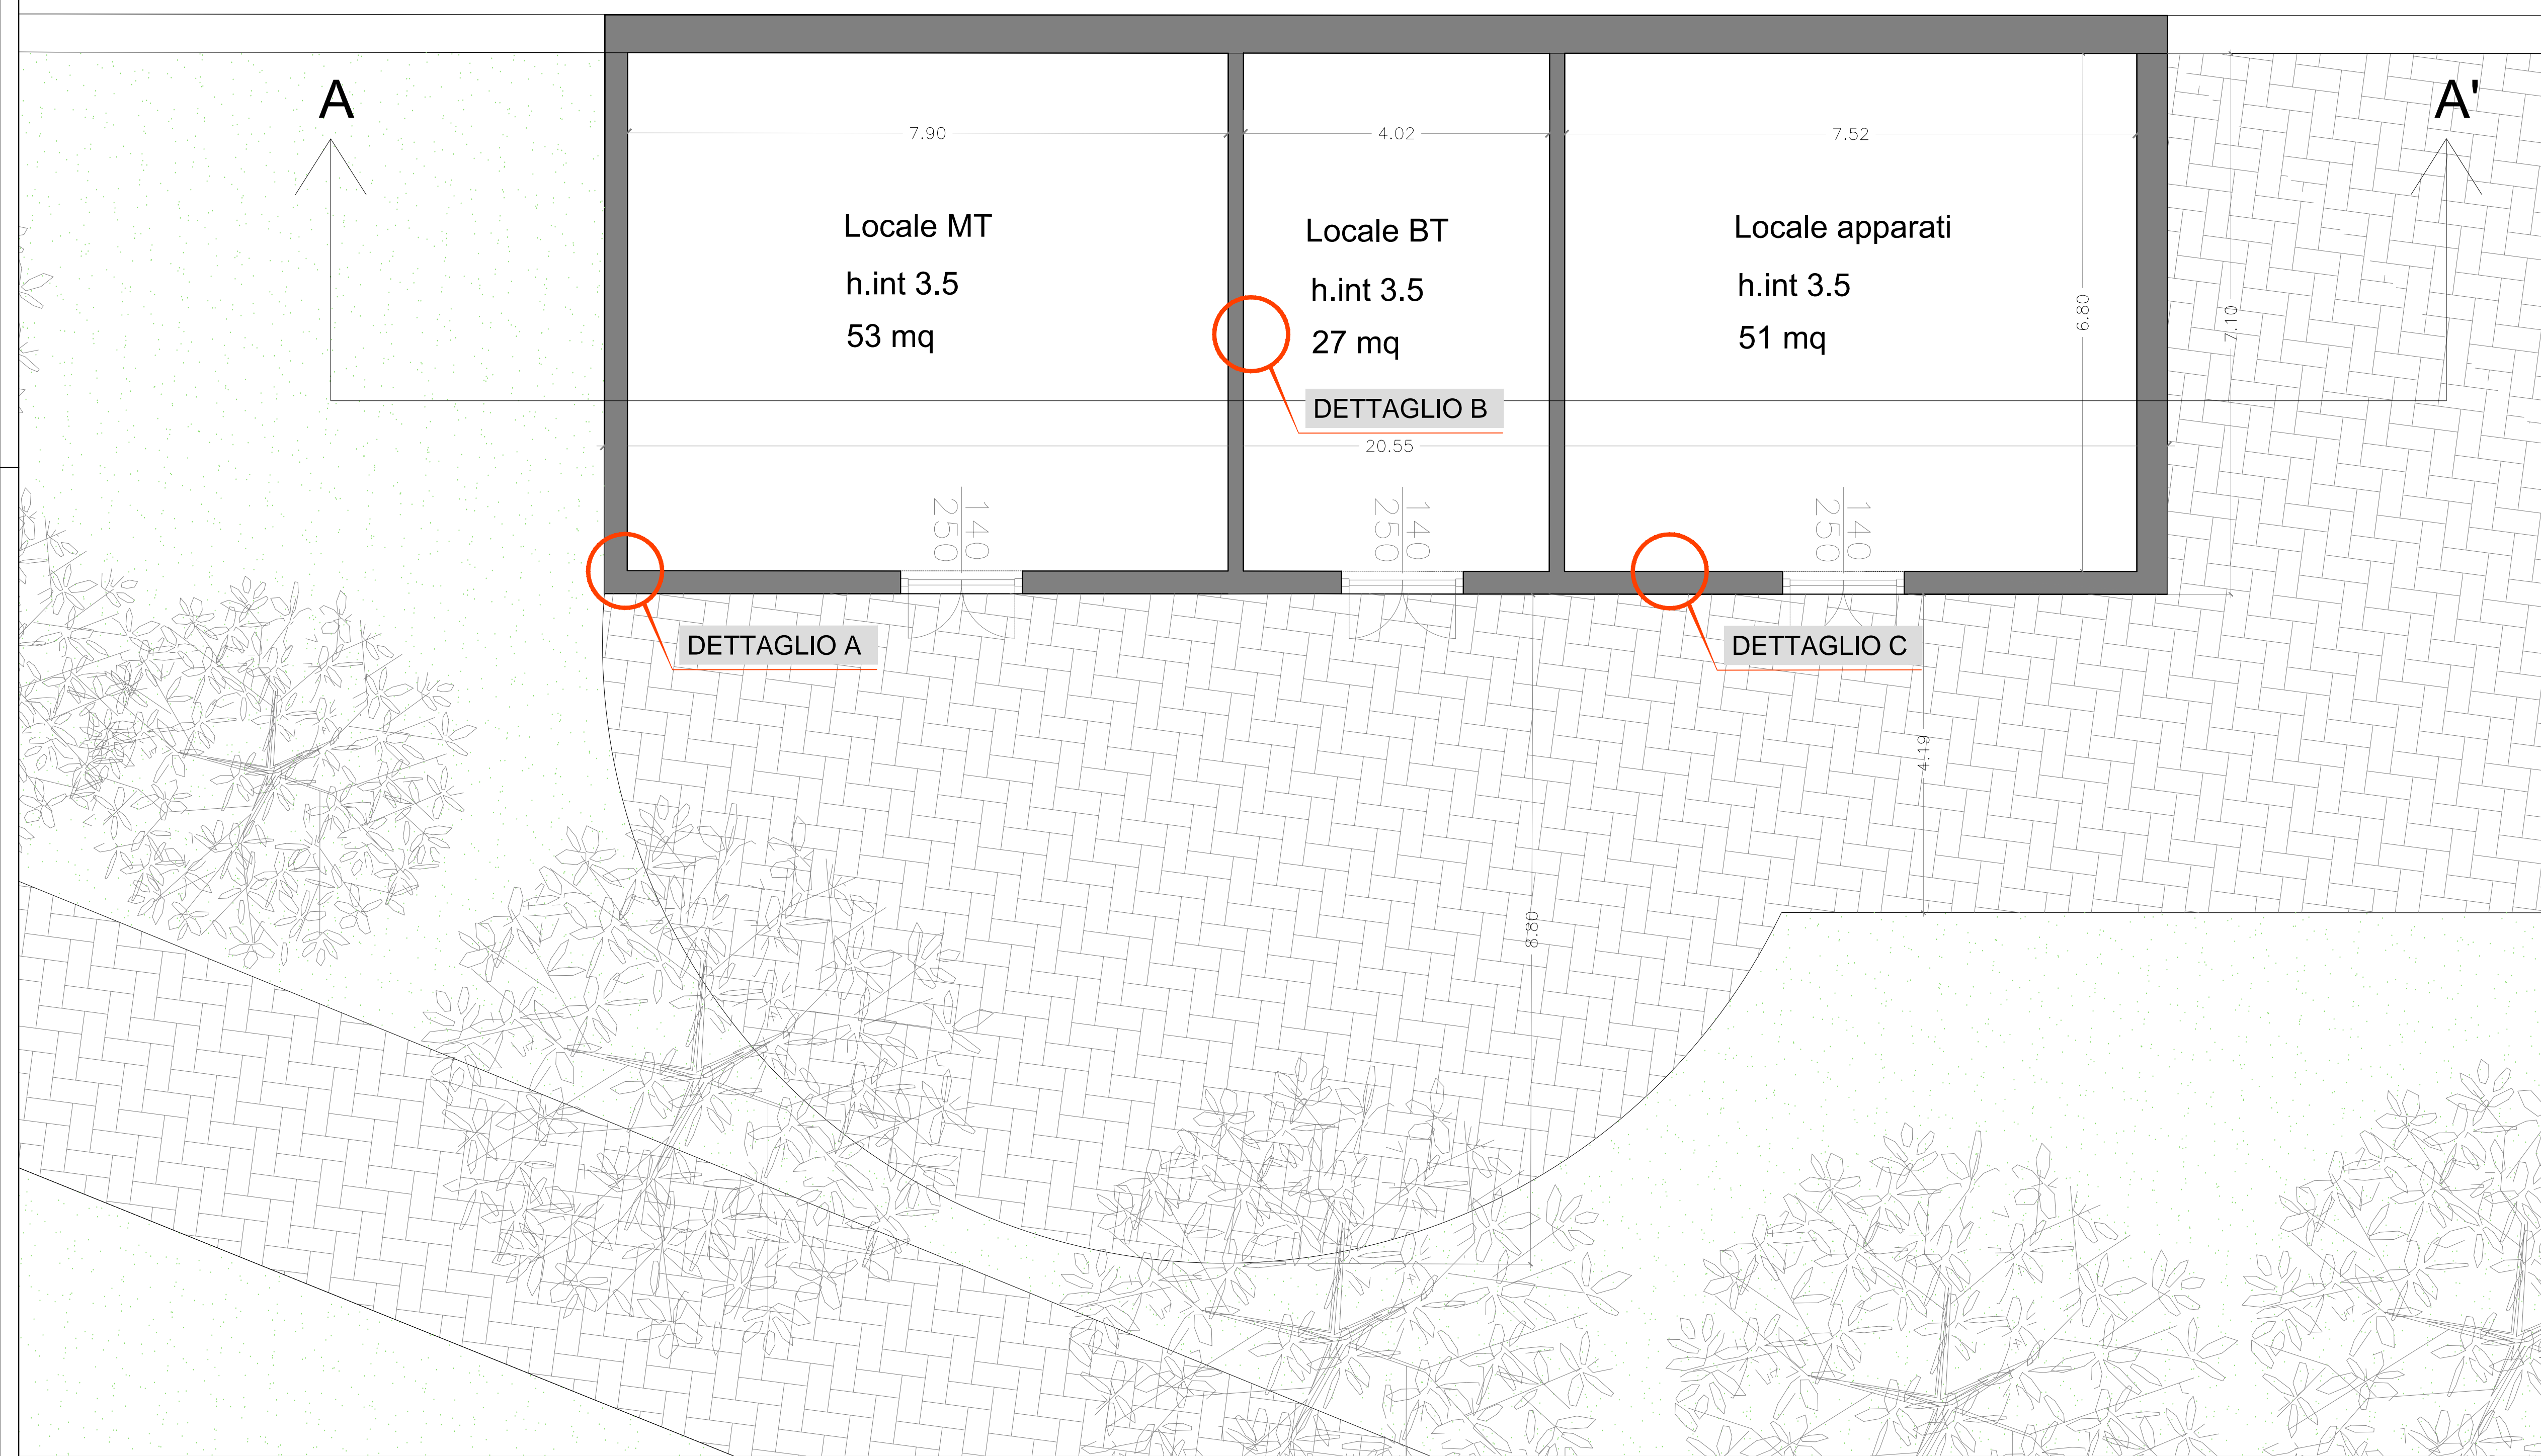 A
A'
7.90
4.02
7.52
Locale MT
h.int 3.5
53 mq
Locale BT
h.int 3.5
27 mq
Locale apparati
h.int 3.5
51 mq
6.80
7.10
DETTAGLIO B
20.55
140
250
140
250
140
250
DETTAGLIO A
DETTAGLIO C
4.19
8.80